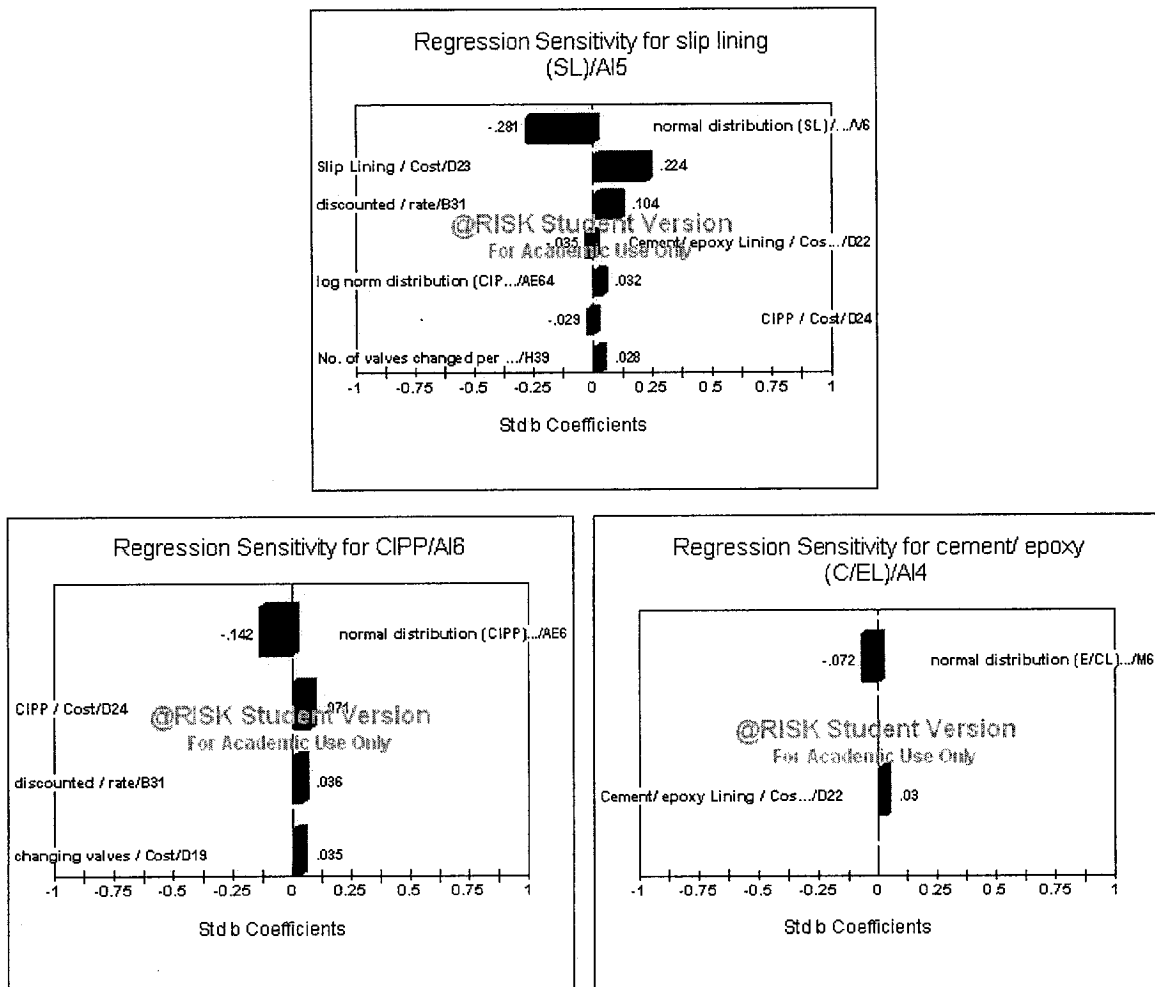 Regression Sensitivity for slip lining
(SL)/AI5
-.281 normal distribution (SL)/.../V6
Slip Lining / Cost/D23 .224
discounted / rate/B31 .104
@RISK Student Version
For Academic Use Only
-.035 Cement/ epoxy Lining / Cos.../D22
log norm distribution (CIP.../AE64 .032
-.029 CIPP / Cost/D24
No. of valves changed per .../H39 .028
-1 -0.75 -0.5 -0.25 0 0.25 0.5 0.75 1
Std b Coefficients
Regression Sensitivity for CIPP/AI6
-.142 normal distribution (CIPP).../AE6
CIPP / Cost/D24 .071
@RISK Student Version
For Academic Use Only
discounted / rate/B31 .036
changing valves / Cost/D19 .035
-1 -0.75 -0.5 -0.25 0 0.25 0.5 0.75 1
Std b Coefficients
Regression Sensitivity for cement/ epoxy
(C/EL)/AI4
-.072 normal distribution (E/CL).../M6
@RISK Student Version
For Academic Use Only
Cement/ epoxy Lining / Cos.../D22 .03
-1 -0.75 -0.5 -0.25 0 0.25 0.5 0.75 1
Std b Coefficients